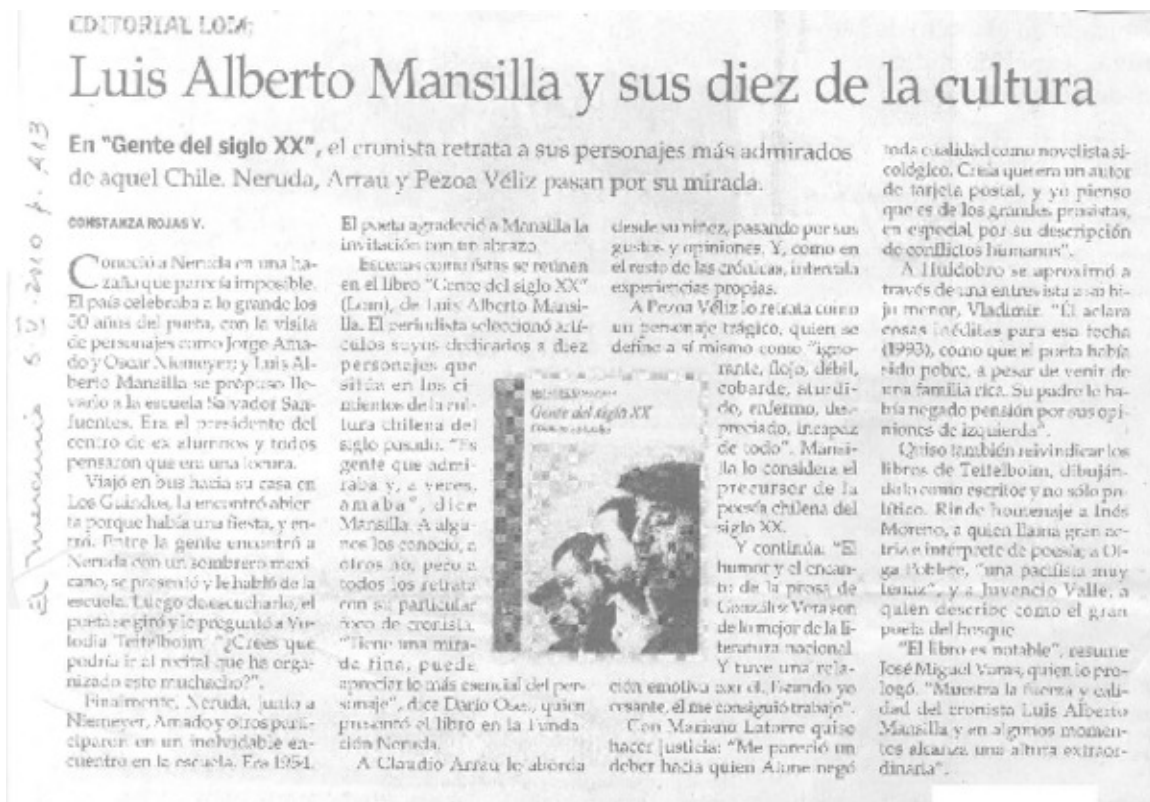 EDITORIAL LOM:
Luis Alberto Mansilla y sus diez de la cultura
En "Gente del siglo XX", el cronista retrata a sus personajes más admirados
de aquel Chile. Neruda, Arrau y Pezoa Véliz pasan por su mirada.
El Mercurio 2010 p. A13
CONSTANZA ROJAS V.
Conoció a Neruda en una ha-
zaña que parecía imposible.
El país celebraba a lo grande los
50 años del poeta, con la visita
de personajes como Jorge Ama-
do y Oscar Niemeyer; y Luis Al-
berto Mansilla se propuso lle-
varlo a la escuela Salvador San-
fuentes. Era el presidente del
centro de ex alumnos y todos
pensaron que era una locura.
Viajó en bus hacia su casa en
Los Guindos, la encontró abier-
ta porque había una fiesta, y en-
tró. Entre la gente encontró a
Neruda con un sombrero mexi-
cano, se presentó y le habló de la
escuela. Luego de escucharlo, el
poeta se giró y le preguntó a Vo-
lodia Teitelboim: "¿Crees que
podría ir al recital que ha orga-
nizado este muchacho?".
Finalmente, Neruda, junto a
Niemeyer, Amado y otros parti-
ciparon en un inolvidable en-
cuentro en la escuela. Era 1954.
El poeta agradeció a Mansilla la
invitación con un abrazo.
Escenas como éstas se reúnen
en el libro "Gente del siglo XX"
(Lom), de Luis Alberto Mansi-
lla. El periodista seleccionó artí-
culos suyos dedicados a diez
personajes que
sitúa en los ci-
mientos de la cul-
tura chilena del
siglo pasado. "Es
gente que admi-
raba y, a veces,
amaba", dice
Mansilla. A algu-
nos los conoció, a
otros no, pero a
todos los retrata
con su particular
foco de cronista.
"Tiene una mira-
da fina, puede
apreciar lo más esencial del per-
sonaje", dice Darío Oses, quien
presentó el libro en la Funda-
ción Neruda.
A Claudio Arrau lo aborda
desde su niñez, pasando por sus
gustos y opiniones. Y, como en
el resto de las crónicas, intercala
experiencias propias.
A Pezoa Véliz lo retrata como
un personaje trágico, quien se
define a sí mismo como "igno-
rante, flojo, débil,
cobarde, aturdi-
do, enfermo, des-
preciado, incapaz
de todo". Mansi-
lla lo considera el
precursor de la
poesía chilena del
siglo XX.
Y continúa: "El
humor y el encan-
to de la prosa de
González Vera son
de lo mejor de la li-
teratura nacional.
Y tuve una rela-
ción emotiva con él. Estando yo
cesante, él me consiguió trabajo".
Con Mariano Latorre quiso
hacer justicia: "Me pareció un
deber hacia quien Alone negó
toda cualidad como novelista si-
cológico. Creía que era un autor
de tarjeta postal, y yo pienso
que es de los grandes prosistas,
en especial por su descripción
de conflictos humanos".
A Huidobro se aproximó a
través de una entrevista a su hi-
jo menor, Vladimir. "Él aclara
cosas inéditas para esa fecha
(1993), como que el poeta había
sido pobre, a pesar de venir de
una familia rica. Su padre le ha-
bía negado pensión por sus opi-
niones de izquierda".
Quiso también reivindicar los
libros de Teitelboim, dibuján-
dolo como escritor y no sólo po-
lítico. Rinde homenaje a Inés
Moreno, a quien llama gran ac-
triz e intérprete de poesía; a Ol-
ga Poblete, "una pacifista muy
tenaz", y a Juvencio Valle, a
quien describe como el gran
poeta del bosque.
"El libro es notable", resume
José Miguel Varas, quien lo pro-
logó. "Muestra la fuerza y cali-
dad del cronista Luis Alberto
Mansilla y en algunos momen-
tos alcanza una altura extraor-
dinaria".
Gente del siglo XX